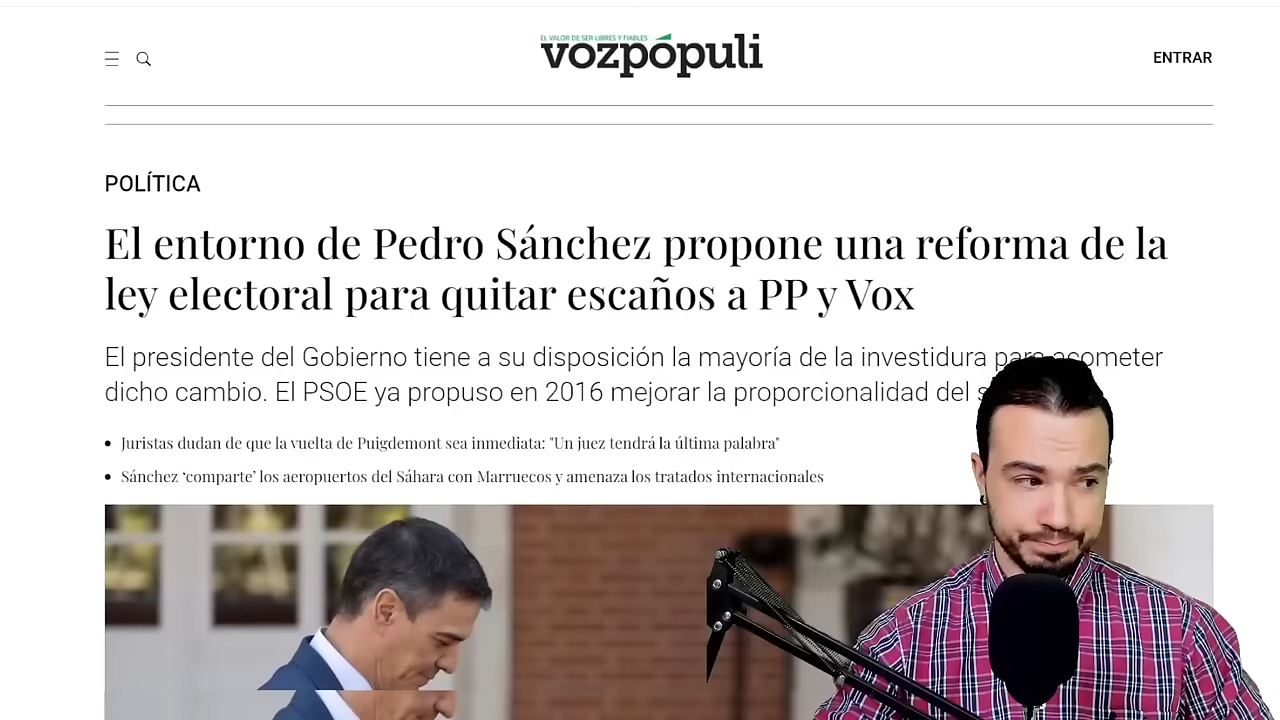 EL VALOR DE SER LIBRES Y FIABLES
vozpópuli
ENTRAR
POLÍTICA
El entorno de Pedro Sánchez propone una reforma de la
ley electoral para quitar escaños a PP y Vox
El presidente del Gobierno tiene a su disposición la mayoría de la investidura para acometer
dicho cambio. El PSOE ya propuso en 2016 mejorar la proporcionalidad del
Juristas dudan de que la vuelta de Puigdemont sea inmediata: "Un juez tendrá la última palabra"
Sánchez ‘comparte’ los aeropuertos del Sáhara con Marruecos y amenaza los tratados internacionales